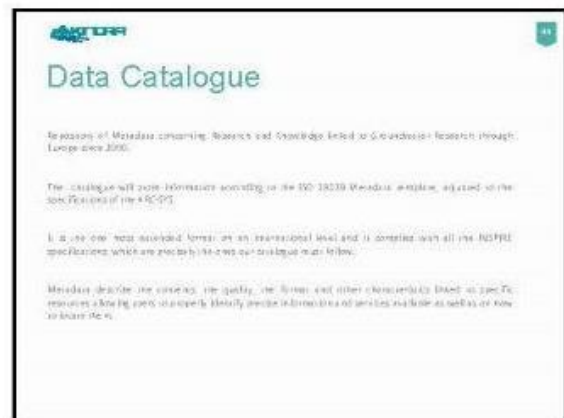 Data Catalogue
Repository of Metadata concerning Research and Knowledge linked to Groundwater Research through
Europe since 2000.
The catalogue will store information according to the ISO Metadata template, adjusted to the
specifications of the
It is the one most extended format on an international level and it complies with all the INSPIRE
specifications, which are precisely the ones our catalogue must follow.
Metadata describe the contents, the quality, the format and other characteristics linked to specific
resources allowing users to properly identify precise information and services available as well as on how
to locate them.